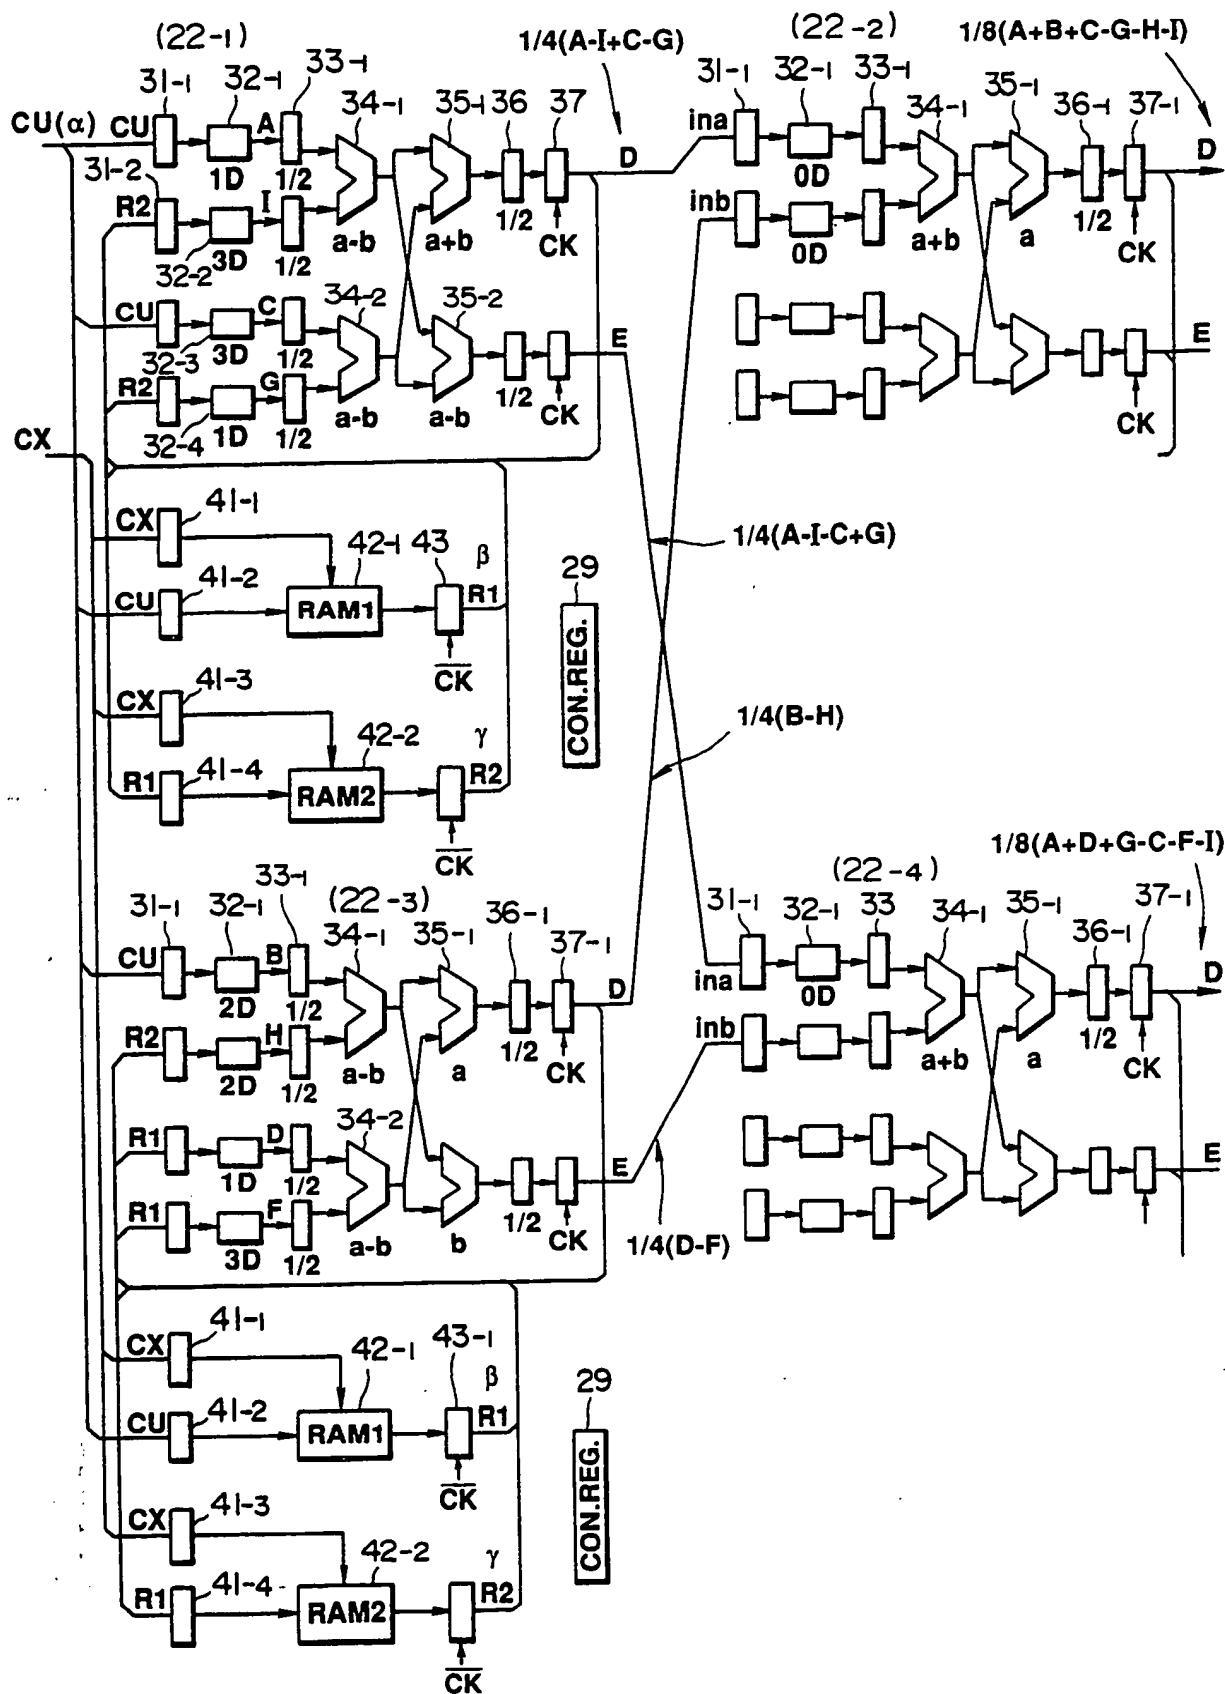 (22-1)
1/4(A-I+C-G)
(22-2)
1/8(A+B+C-G-H-I)
31-1 32-1 33-1 34-1 35-1 36 37
31-1 32-1 33-1 34-1 35-1 36-1 37-1
CU(α) CU A 1D 1/2 D
ina 0D D
31-2
R2 I 3D 1/2 a-b a+b 1/2 CK
inb 0D a+b a 1/2 CK
32-2
CU C 34-2 35-2 E
32-3 3D 1/2
E
R2 G 1D 1/2 a-b a-b 1/2 CK
32-4
CK
CX
CX 41-1
42-1 43 β
1/4(A-I-C+G)
CU 41-2 RAM1 R1
29
CK
CON.REG.
CX 41-3
42-2 γ
1/4(B-H)
R1 41-4 RAM2 R2
CK
1/8(A+D+G-C-F-I)
31-1 32-1 33-1 (22-3) 34-1 35-1 36-1 37-1
(22-4)
31-1 32-1 33 34-1 35-1 36-1 37-1
CU B 2D 1/2 D
ina 0D D
R2 H 2D 1/2 a-b a 1/2 CK
inb a+b a 1/2 CK
34-2
R1 D 1D 1/2 E
E
R1 F 3D 1/2 a-b b 1/2 CK
1/4(D-F)
CX 41-1
42-1 43-1 β
CU 41-2 RAM1 R1
29
CK
CON.REG.
CX 41-3
42-2 γ
R1 41-4 RAM2 R2
CK